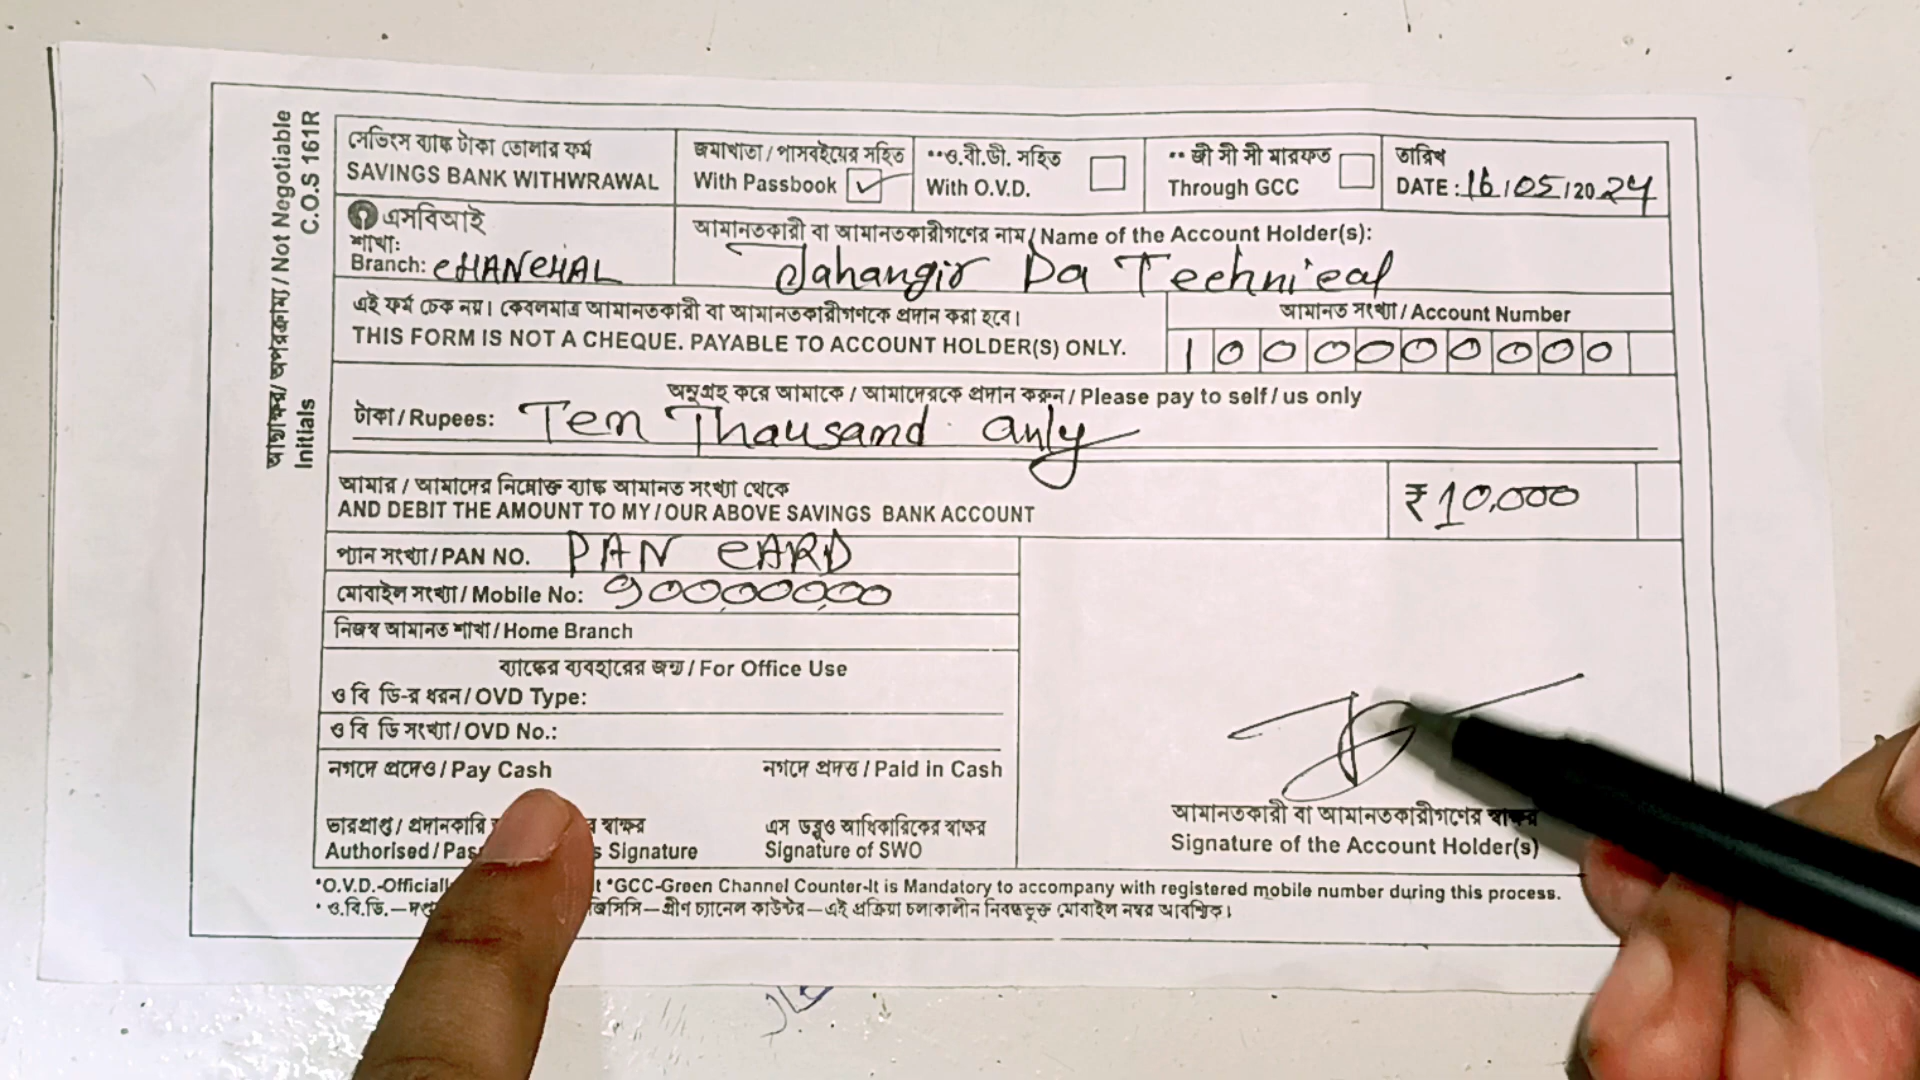 আদ্যাক্ষর/ অপরক্রাম্য / Not Negotiable
Initials C.O.S 161R
সেভিংস ব্যাঙ্ক টাকা তোলার ফর্ম
SAVINGS BANK WITHWRAWAL
জমাখাতা / পাসবইয়ের সহিত
With Passbook
**ও.বী.ডী. সহিত
With O.V.D.
** জী সী সী মারফত
Through GCC
তারিখ
DATE : 16 / 05 / 20 24
এসবিআই
শাখা:
Branch: CHANCHAL
আমানতকারী বা আমানতকারীগণের নাম / Name of the Account Holder(s):
Jahangir Da Technical
এই ফর্ম চেক নয়। কেবলমাত্র আমানতকারী বা আমানতকারীগণকে প্রদান করা হবে।
THIS FORM IS NOT A CHEQUE. PAYABLE TO ACCOUNT HOLDER(S) ONLY.
আমানত সংখ্যা / Account Number
1 0 0 0 0 0 0 0 0 0
অনুগ্রহ করে আমাকে / আমাদেরকে প্রদান করুন / Please pay to self / us only
টাকা / Rupees: Ten Thausand only
আমার / আমাদের নিম্নোক্ত ব্যাঙ্ক আমানত সংখ্যা থেকে
AND DEBIT THE AMOUNT TO MY / OUR ABOVE SAVINGS BANK ACCOUNT
₹ 10,000
প্যান সংখ্যা / PAN NO. PAN CARD
মোবাইল সংখ্যা / Mobile No: 900000000
নিজস্ব আমানত শাখা / Home Branch
ব্যাঙ্কের ব্যবহারের জন্য / For Office Use
ও বি ডি-র ধরন / OVD Type:
ও বি ডি সংখ্যা / OVD No.:
নগদে প্রদেও / Pay Cash
নগদে প্রদত্ত / Paid in Cash
ভারপ্রাপ্ত / প্রদানকারি স্বাক্ষর
Authorised / Signature
এস ডব্লুও আধিকারিকের স্বাক্ষর
Signature of SWO
আমানতকারী বা আমানতকারীগণের স্বাক্ষর
Signature of the Account Holder(s)
*GCC-Green Channel Counter-It is Mandatory to accompany with registered mobile number during this process.
* ও.বি.ডি.— জিসিসি—গ্রীণ চ্যানেল কাউন্টার—এই প্রক্রিয়া চলাকালীন নিবন্ধভুক্ত মোবাইল নম্বর আবশ্যিক।